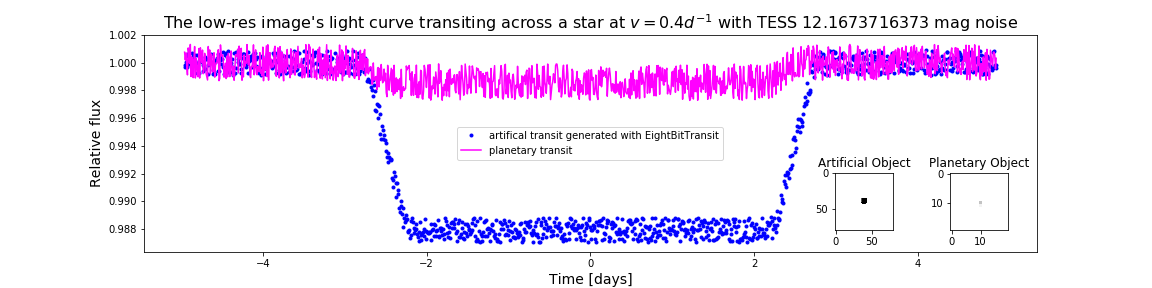 The low-res image's light curve transiting across a star at v = 0.4d⁻¹ with TESS 12.1673716373 mag noise
Relative flux
1.002
1.000
0.998
0.996
0.994
0.992
0.990
0.988
artifical transit generated with EightBitTransit
planetary transit
Artificial Object
0
50
0 50
Planetary Object
0
10
0 10
−4 −2 0 2 4
Time [days]